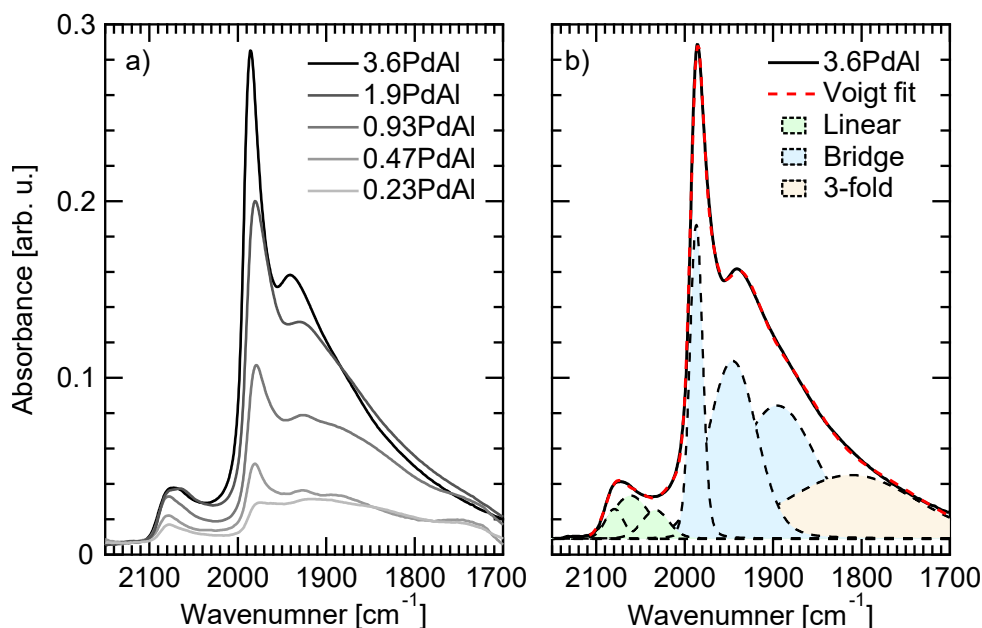 a)
3.6PdAl
1.9PdAl
0.93PdAl
0.47PdAl
0.23PdAl
b)
3.6PdAl
Voigt fit
Linear
Bridge
3-fold
Absorbance [arb. u.]
0.3
0.2
0.1
0
2100 2000 1900 1800 1700
2100 2000 1900 1800 1700
Wavenumner [cm⁻¹]
Wavenumner [cm⁻¹]